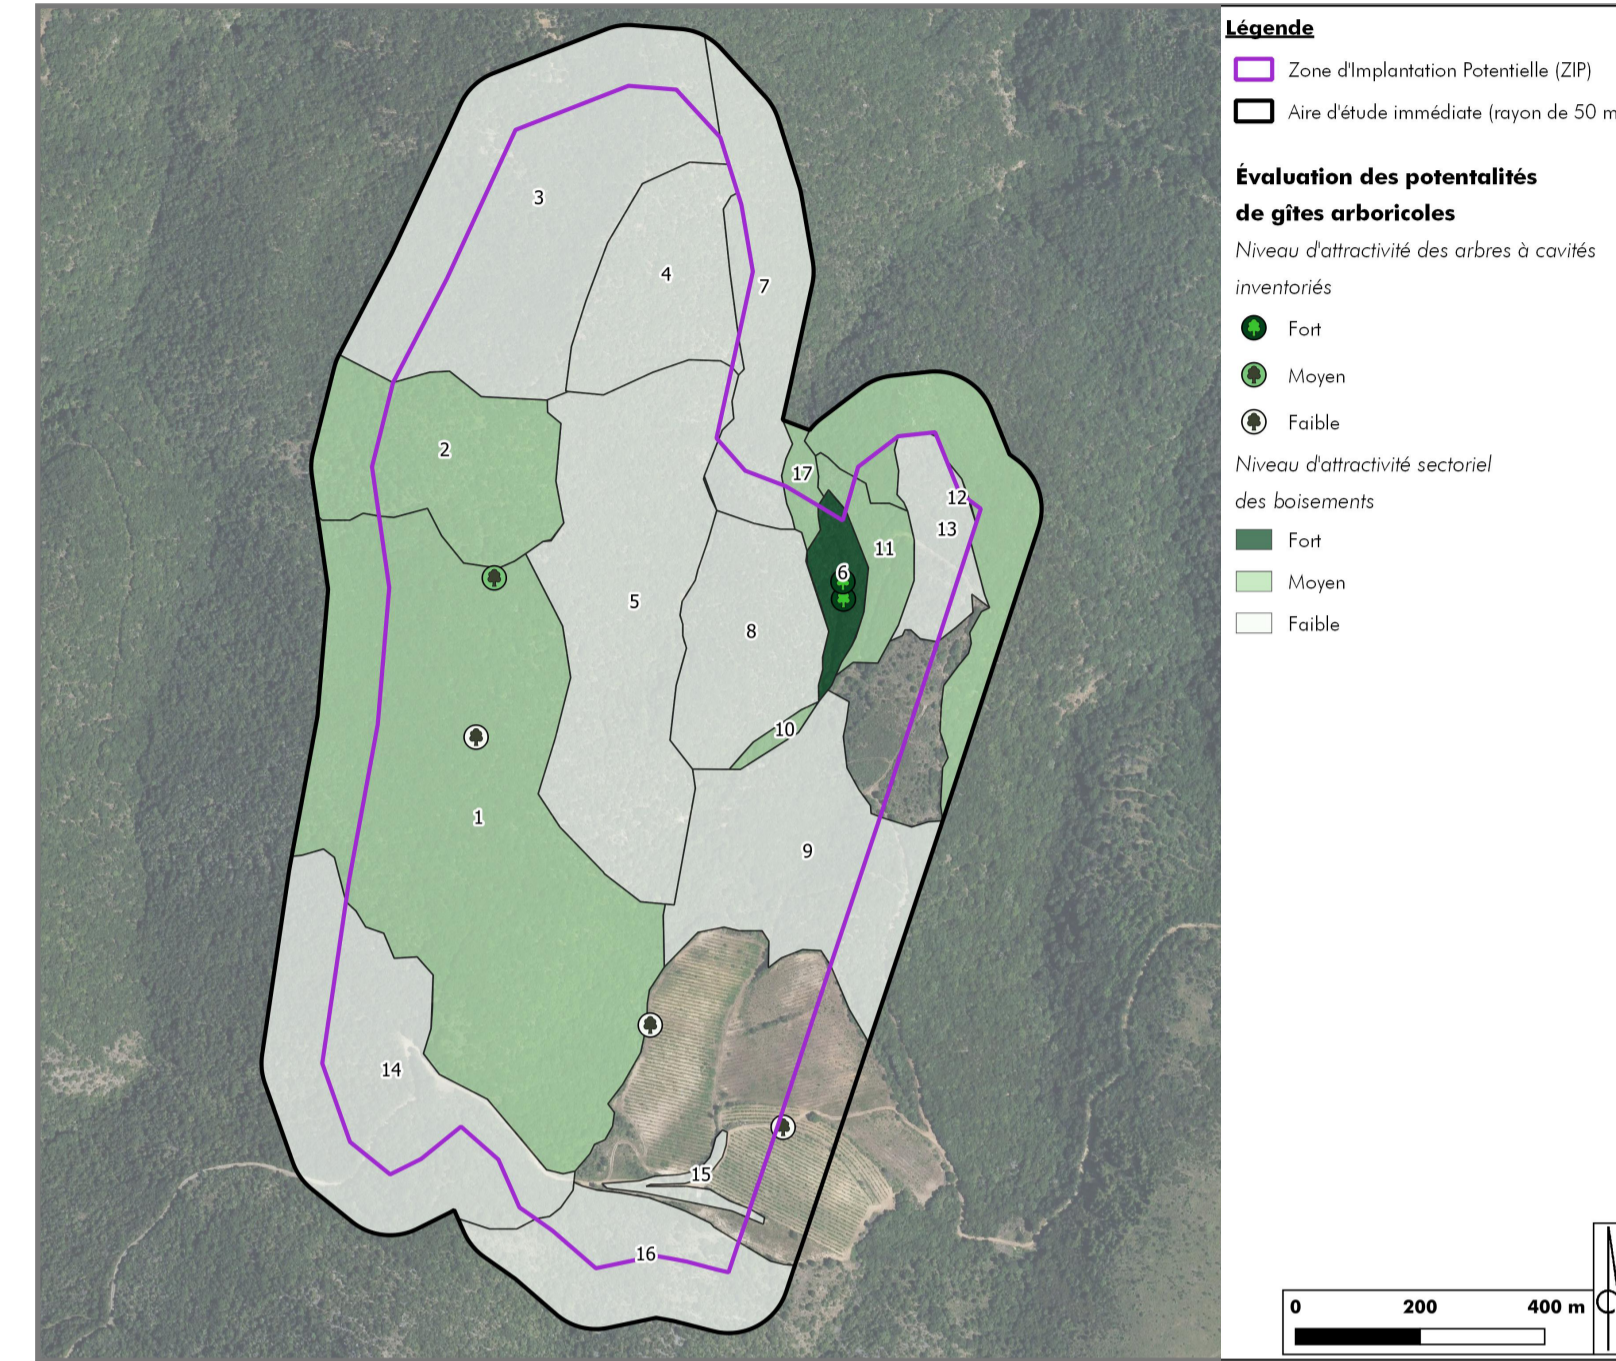 Légende
Zone d'Implantation Potentielle (ZIP)
Aire d'étude immédiate (rayon de 50 m
Évaluation des potentalités
de gîtes arboricoles
Niveau d'attractivité des arbres à cavités
inventoriés
Fort
Moyen
Faible
Niveau d'attractivité sectoriel
des boisements
Fort
Moyen
Faible
3
4
7
2
17
12
13
11
6
5
8
10
1
9
14
15
16
0 200 400 m